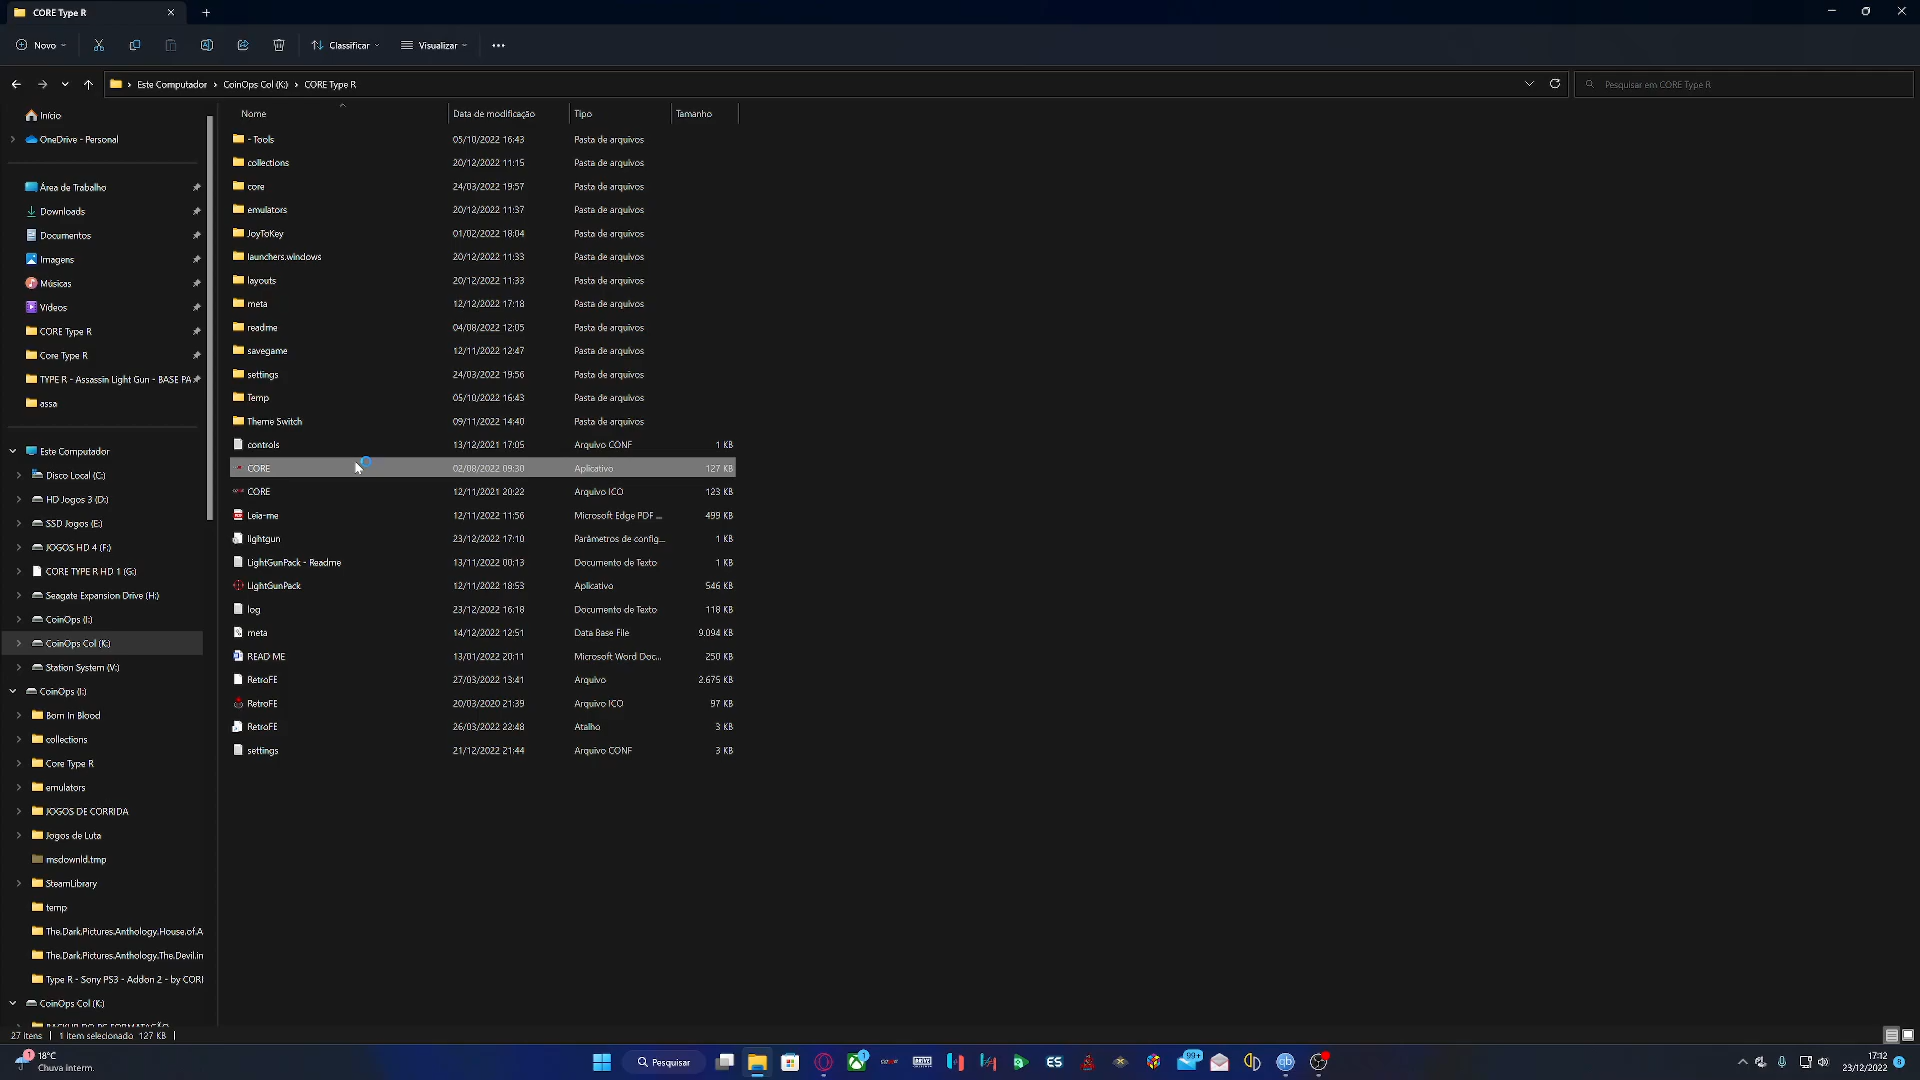 CORE Type R
Novo
Classificar
Visualizar
Este Computador
CoinOps Col (K:)
CORE Type R
Pesquisar em CORE Type R
Nome
Data de modificação
Tipo
Tamanho
- Tools 05/10/2022 16:43 Pasta de arquivos
collections 20/12/2022 11:15 Pasta de arquivos
core 24/03/2022 19:57 Pasta de arquivos
emulators 20/12/2022 11:37 Pasta de arquivos
JoyToKey 01/02/2022 18:04 Pasta de arquivos
launchers.windows 20/12/2022 11:33 Pasta de arquivos
layouts 20/12/2022 11:33 Pasta de arquivos
meta 12/12/2022 17:18 Pasta de arquivos
readme 04/08/2022 12:05 Pasta de arquivos
savegame 12/11/2022 12:47 Pasta de arquivos
settings 24/03/2022 19:56 Pasta de arquivos
Temp 05/10/2022 16:43 Pasta de arquivos
Theme Switch 09/11/2022 14:40 Pasta de arquivos
controls 13/12/2021 17:05 Arquivo CONF 1 KB
CORE 02/08/2022 09:30 Aplicativo 127 KB
CORE 12/11/2021 20:22 Arquivo ICO 123 KB
Leia-me 12/11/2022 11:56 Microsoft Edge PDF ... 499 KB
lightgun 23/12/2022 17:10 Parâmetros de config... 1 KB
LightGunPack - Readme 13/11/2022 00:13 Documento de Texto 1 KB
LightGunPack 12/11/2022 18:53 Aplicativo 546 KB
log 23/12/2022 16:18 Documento de Texto 118 KB
meta 14/12/2022 12:51 Data Base File 9.094 KB
READ ME 13/01/2022 20:11 Microsoft Word Doc... 250 KB
RetroFE 27/03/2022 13:41 Arquivo 2.675 KB
RetroFE 20/03/2020 21:39 Arquivo ICO 97 KB
RetroFE 26/03/2022 22:48 Atalho 3 KB
settings 21/12/2022 21:44 Arquivo CONF 3 KB
Início
OneDrive - Personal
Área de Trabalho
Downloads
Documentos
Imagens
Músicas
Vídeos
CORE Type R
Core Type R
TYPE R - Assassin Light Gun - BASE PA
assa
Este Computador
Disco Local (C:)
HD Jogos 3 (D:)
SSD Jogos (E:)
JOGOS HD 4 (F:)
CORE TYPE R HD 1 (G:)
Seagate Expansion Drive (H:)
CoinOps (I:)
CoinOps Col (K:)
Station System (V:)
CoinOps (I:)
Born In Blood
collections
Core Type R
emulators
JOGOS DE CORRIDA
Jogos de Luta
msdownld.tmp
SteamLibrary
temp
The.Dark.Pictures.Anthology.House.of.A
The.Dark.Pictures.Anthology.The.Devil.in
Type R - Sony PS3 - Addon 2 - by CORI
CoinOps Col (K:)
BACKUP DO PC FORMATAÇÃO
27 itens
1 item selecionado 127 KB
1
18°C
Chuva interm.
Pesquisar
1
ES
99+
qb
17:12
23/12/2022
8